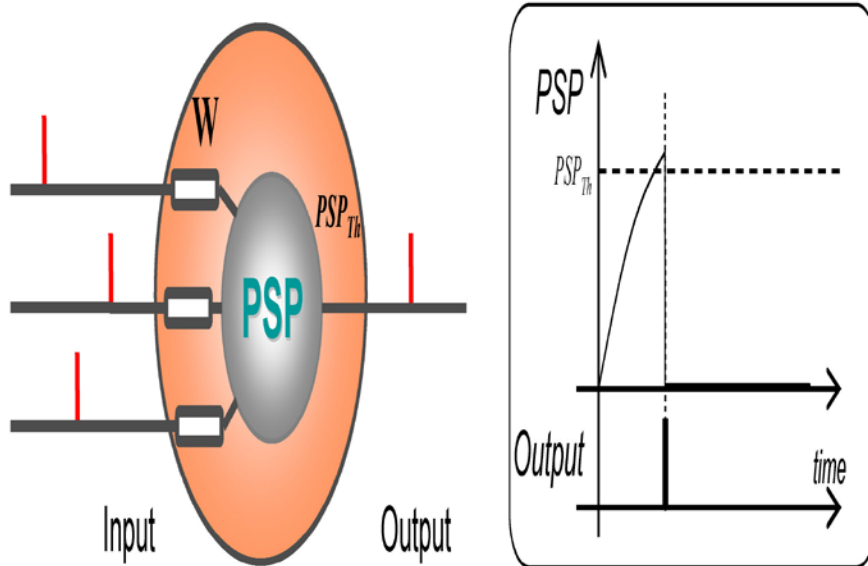 W
PSP_Th
PSP
Input
Output
PSP
PSP_Th
Output
time